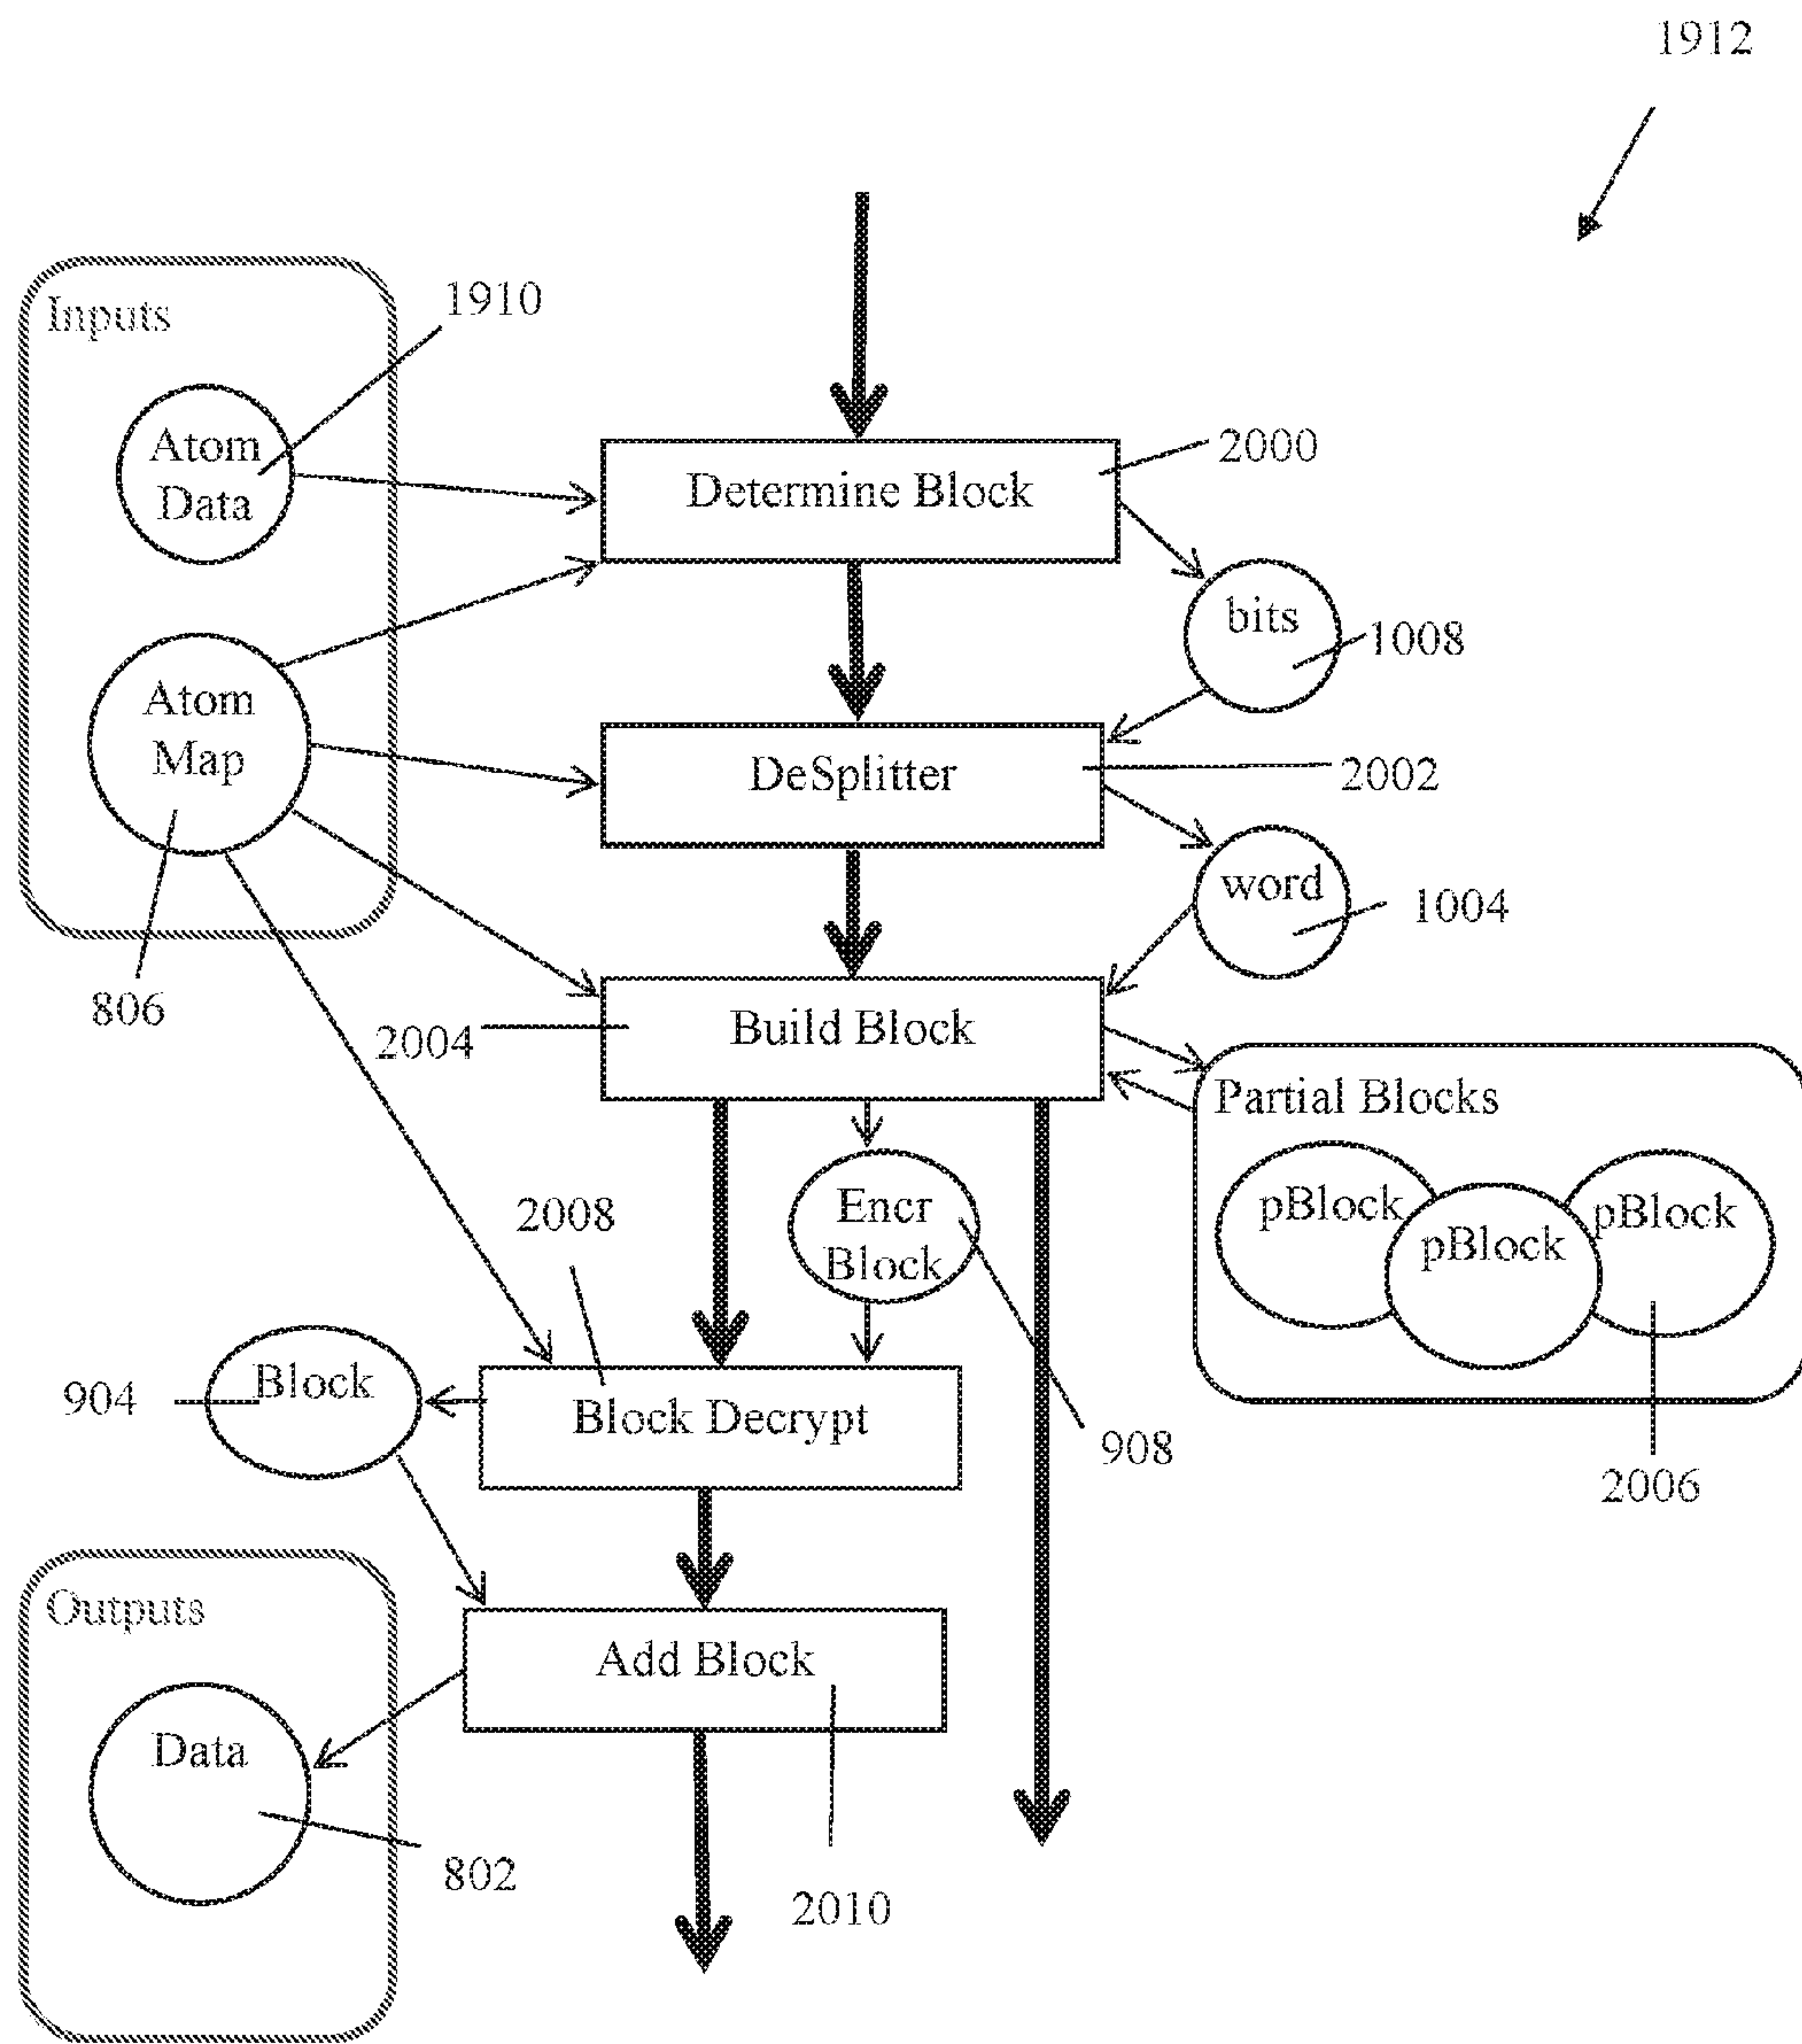 1912
Inputs
1910
Atom
Data
Determine Block
2000
bits
1008
Atom
Map
DeSplitter
2002
word
1004
806
2004
Build Block
Partial Blocks
pBlock
pBlock
pBlock
2008
Encr
Block
904
Block
Block Decrypt
908
2006
Outputs
Add Block
Data
802
2010